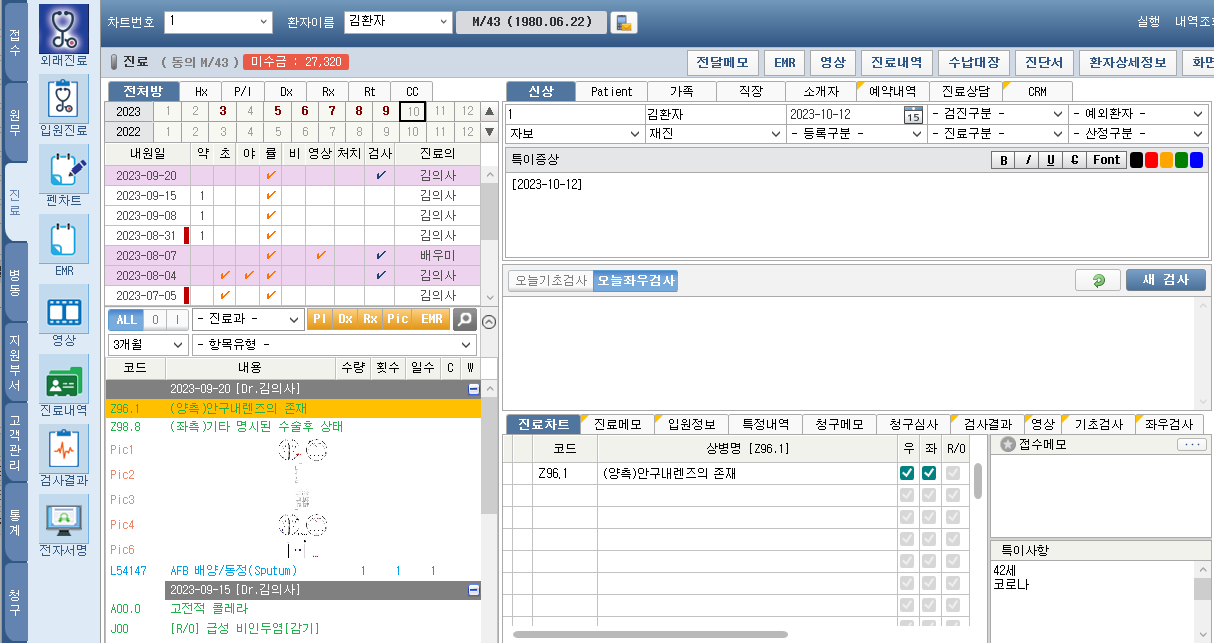 차트번호 1 환자이름 김환자 M/43 (1980.06.22) 실행 내역조
접수
원무
진료
병동
지원부서
고객관리
통계
청구
외래진료
입원진료
펜차트
EMR
영상
진료내역
검사결과
전자서명
진료 ( 동의 M/43 ) 미수금 : 27,320 전달메모 EMR 영상 진료내역 수납대장 진단서 환자상세정보 화면
전처방 Hx P/I Dx Rx Rt CC
2023 1 2 3 4 5 6 7 8 9 10 11 12 ▲
2022 1 2 3 4 5 6 7 8 9 10 11 12 ▼
내원일 약 초 야 률 비 영상 처치 검사 진료의
2023-09-20 ✓ ✓ 김의사
2023-09-15 1 ✓ 김의사
2023-09-08 1 ✓ 김의사
2023-08-31 1 ✓ 김의사
2023-08-07 ✓ ✓ ✓ 배우미
2023-08-04 ✓ ✓ ✓ ✓ 김의사
2023-07-05 ✓ ✓ 김의사
ALL O I - 진료과 - PI Dx Rx Pic EMR
3개월 - 항목유형 -
코드 내용 수량 횟수 일수 C W
2023-09-20 [Dr.김의사]
Z96.1 (양측)안구내렌즈의 존재
Z98.8 (좌측)기타 명시된 수술후 상태
Pic1
Pic2
Pic3
Pic4
Pic6
L54147 AFB 배양/동정(Sputum) 1 1 1
2023-09-15 [Dr.김의사]
A00.0 고전적 콜레라
J00 [R/O] 급성 비인두염[감기]
신상 Patient 가족 직장 소개자 예약내역 진료상담 CRM
1 김환자 2023-10-12 15 - 검진구분 - - 예외환자 -
자보 재진 - 등록구분 - - 진료구분 - - 산정구분 -
특이증상 B I U C Font
[2023-10-12]
오늘기초검사 오늘좌우검사 새 검사
진료차트 진료메모 입원정보 특정내역 청구메모 청구심사 검사결과 영상 기초검사 좌우검사
코드 상병명 [Z96.1] 우 좌 R/O
Z96.1 (양측)안구내렌즈의 존재
접수메모 ...
특이사항
42세
코로나